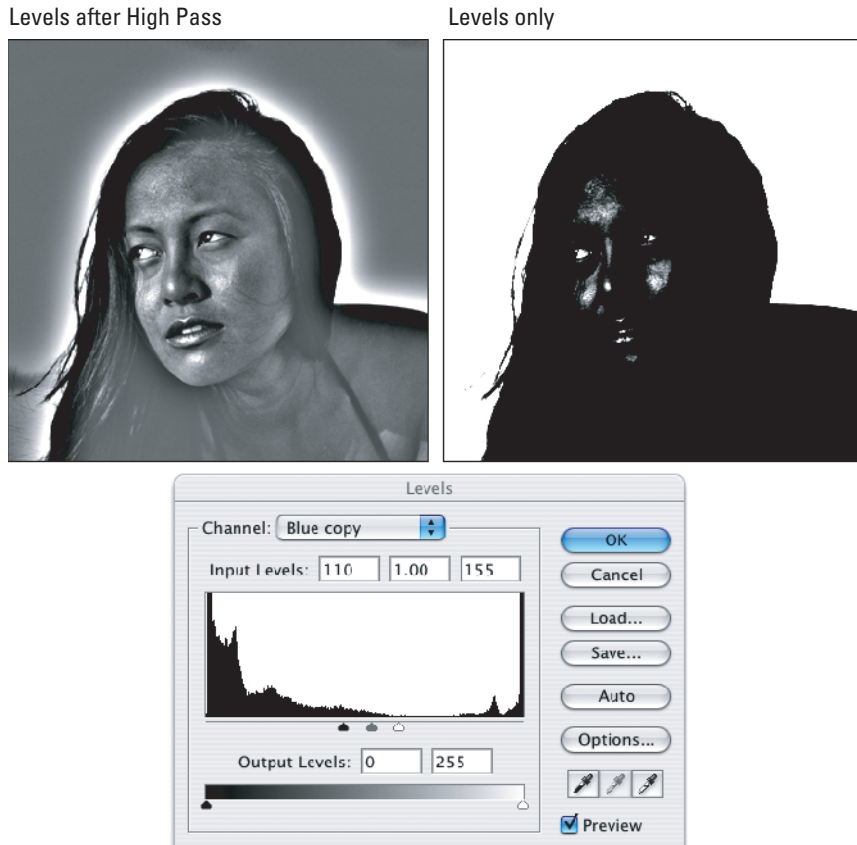 Levels after High Pass
Levels only
Levels
Channel: Blue copy
OK
Input Levels: 110 1.00 155
Cancel
Load...
Save...
Auto
Options...
Output Levels: 0 255
Preview